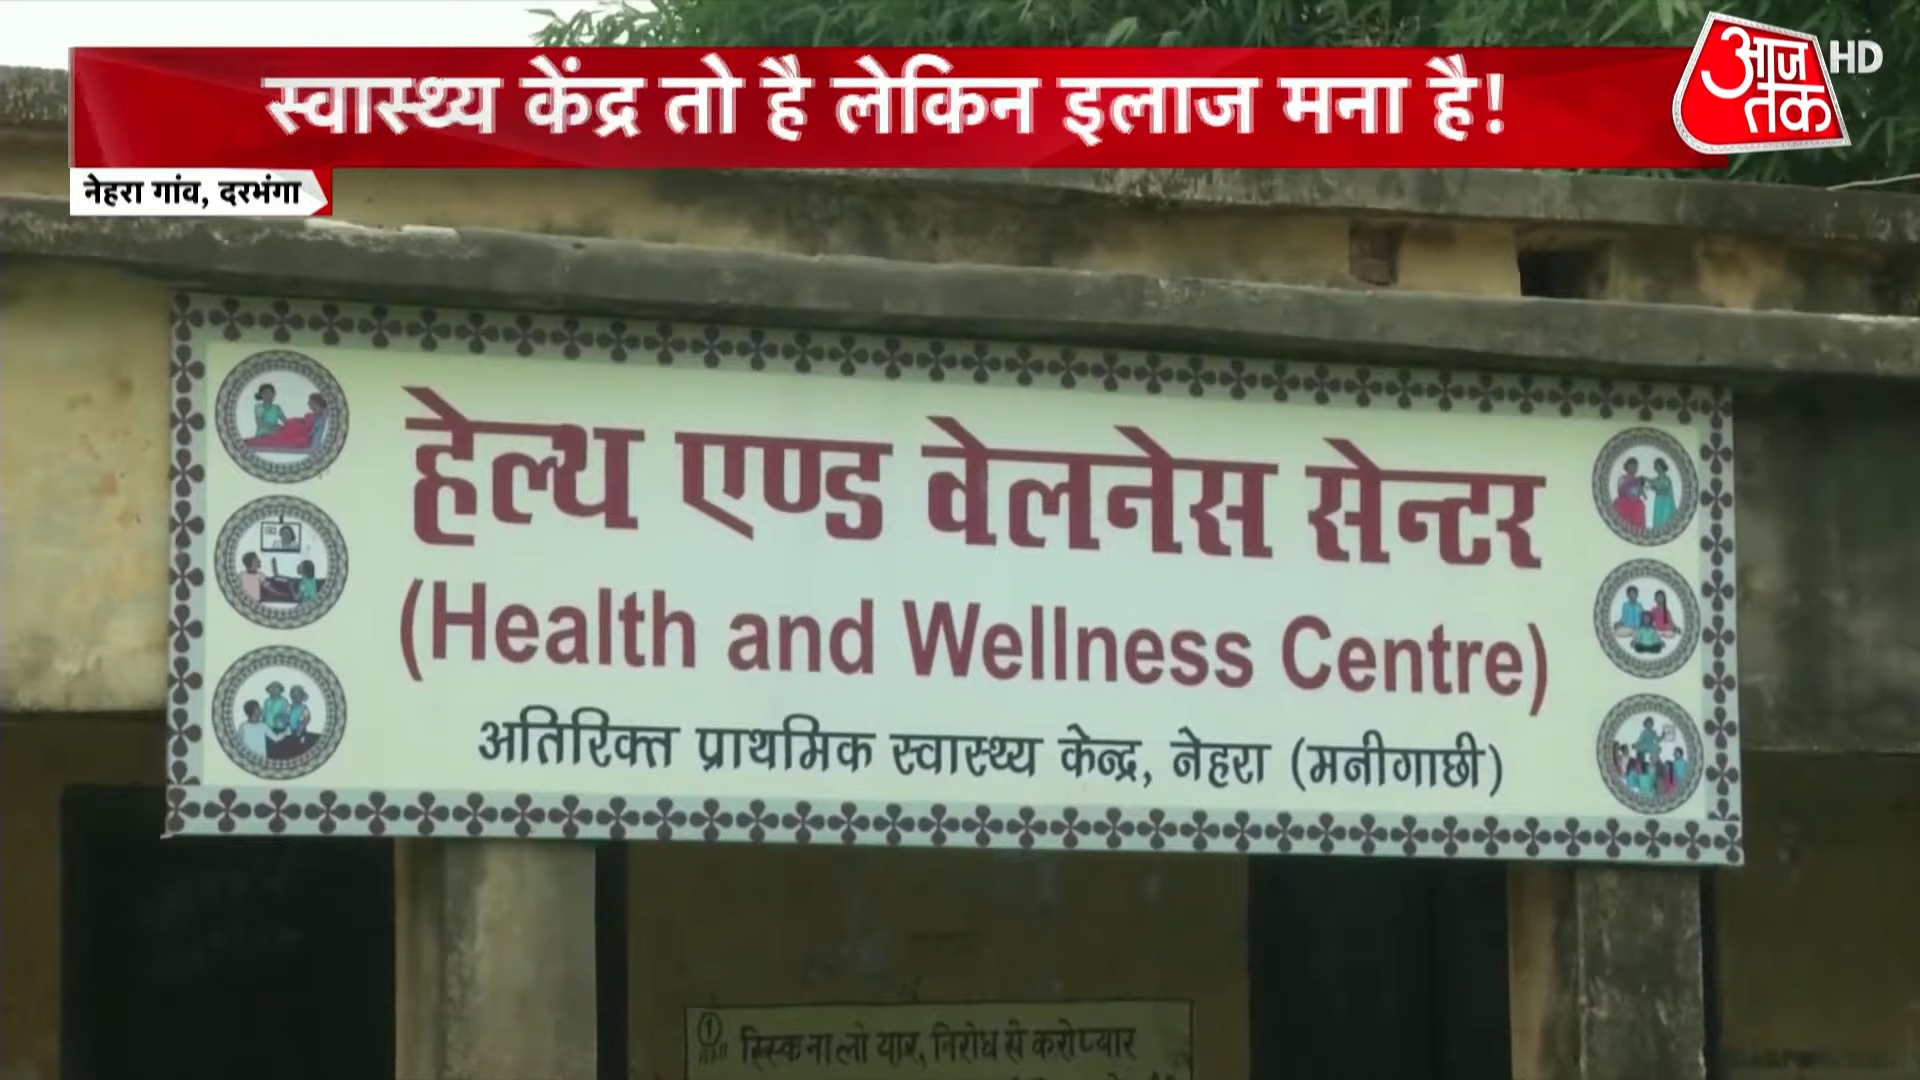 स्वास्थ्य केंद्र तो है लेकिन इलाज मना है!
आज तक HD
नेहरा गांव, दरभंगा
हेल्थ एण्ड वेलनेस सेन्टर
(Health and Wellness Centre)
अतिरिक्त प्राथमिक स्वास्थ्य केन्द्र, नेहरा (मनीगाछी)
1 रिस्क ना लो यार, निरोध से करो प्यार